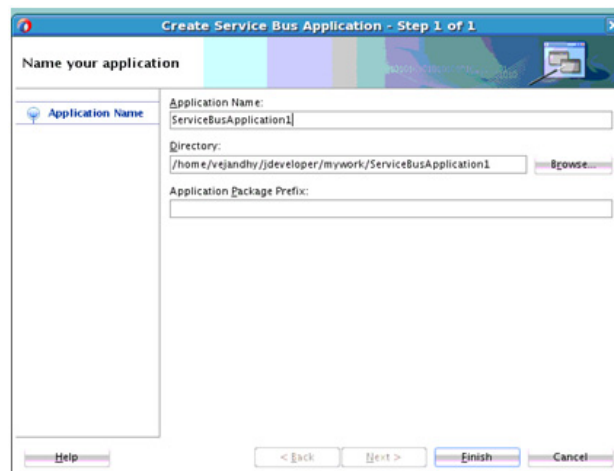 Create Service Bus Application - Step 1 of 1
Name your application
Application Name
Application Name:
ServiceBusApplication1
Directory:
/home/vejandhy/jdeveloper/mywork/ServiceBusApplication1
Browse...
Application Package Prefix:
Help
< Back
Next >
Finish
Cancel